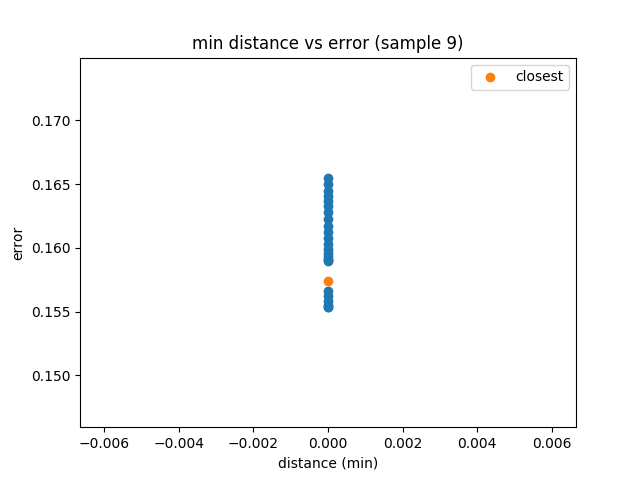 min distance vs error (sample 9)
closest
0.170
0.165
0.160
0.155
0.150
error
−0.006 −0.004 −0.002 0.000 0.002 0.004 0.006
distance (min)